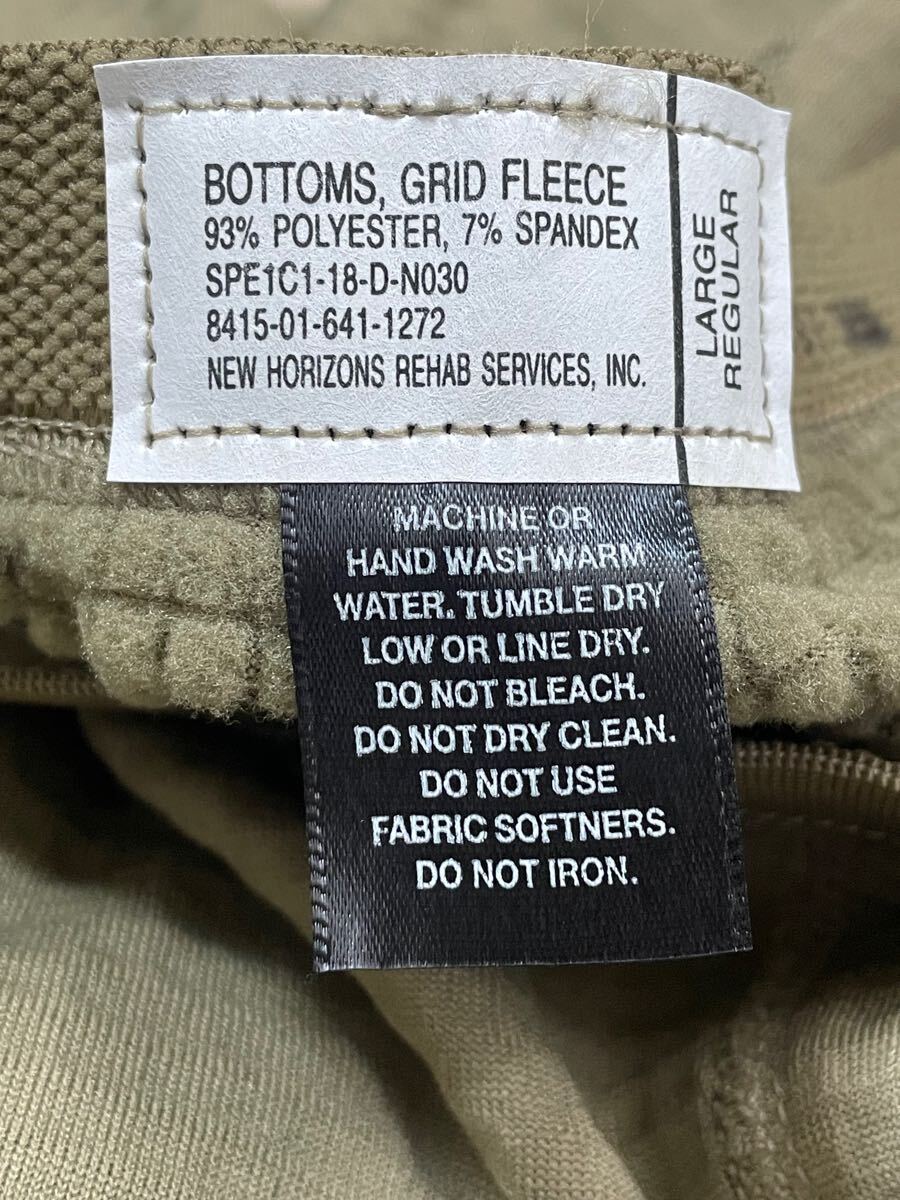 BOTTOMS, GRID FLEECE
93% POLYESTER, 7% SPANDEX
SPE1C1-18-D-N030
8415-01-641-1272
NEW HORIZONS REHAB SERVICES, INC.
LARGE
REGULAR
MACHINE OR
HAND WASH WARM
WATER. TUMBLE DRY
LOW OR LINE DRY.
DO NOT BLEACH.
DO NOT DRY CLEAN.
DO NOT USE
FABRIC SOFTNERS.
DO NOT IRON.